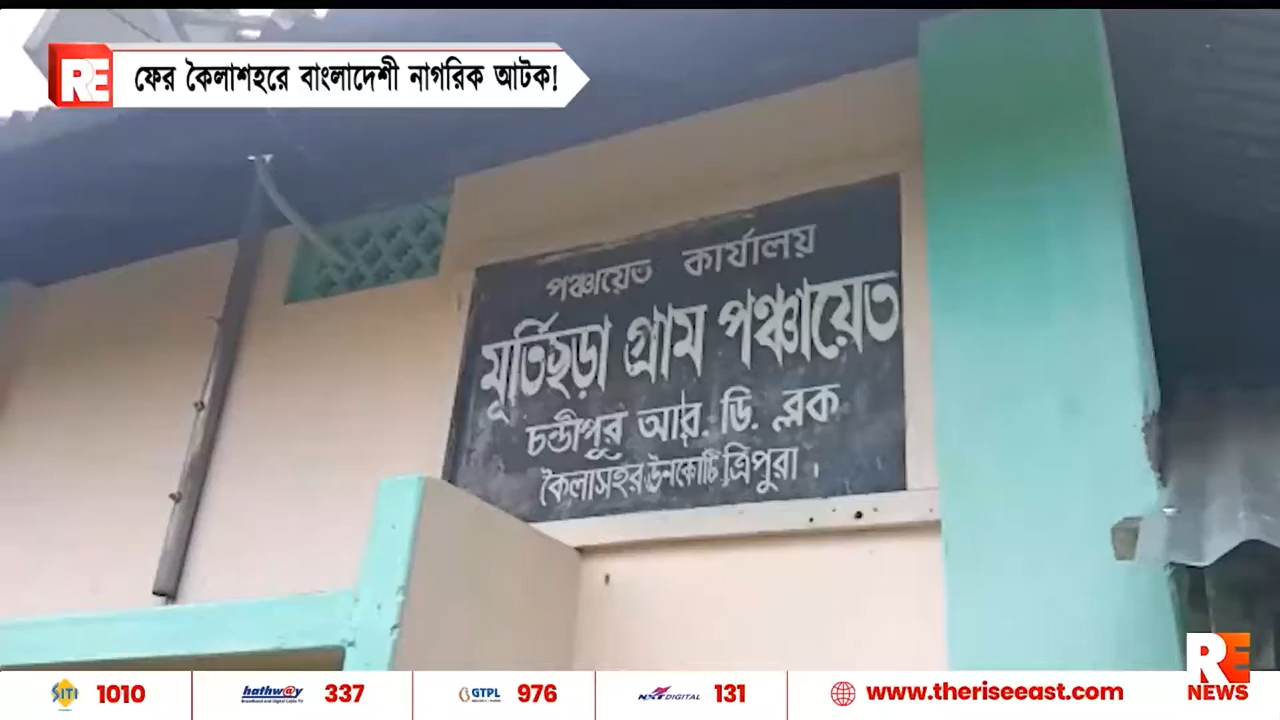 RE ফের কৈলাশহরে বাংলাদেশী নাগরিক আটক!
পঞ্চায়েত কার্যালয়
মূর্তিছড়া গ্রাম পঞ্চায়েত
চন্ডীপুর আর. ডি. ব্লক
কৈলাসহর ঊনকোটি ত্রিপুরা ।
RE
NEWS
SITI 1010 hathw@y 337 GTPL 976 NXT DIGITAL 131 www.theriseeast.com